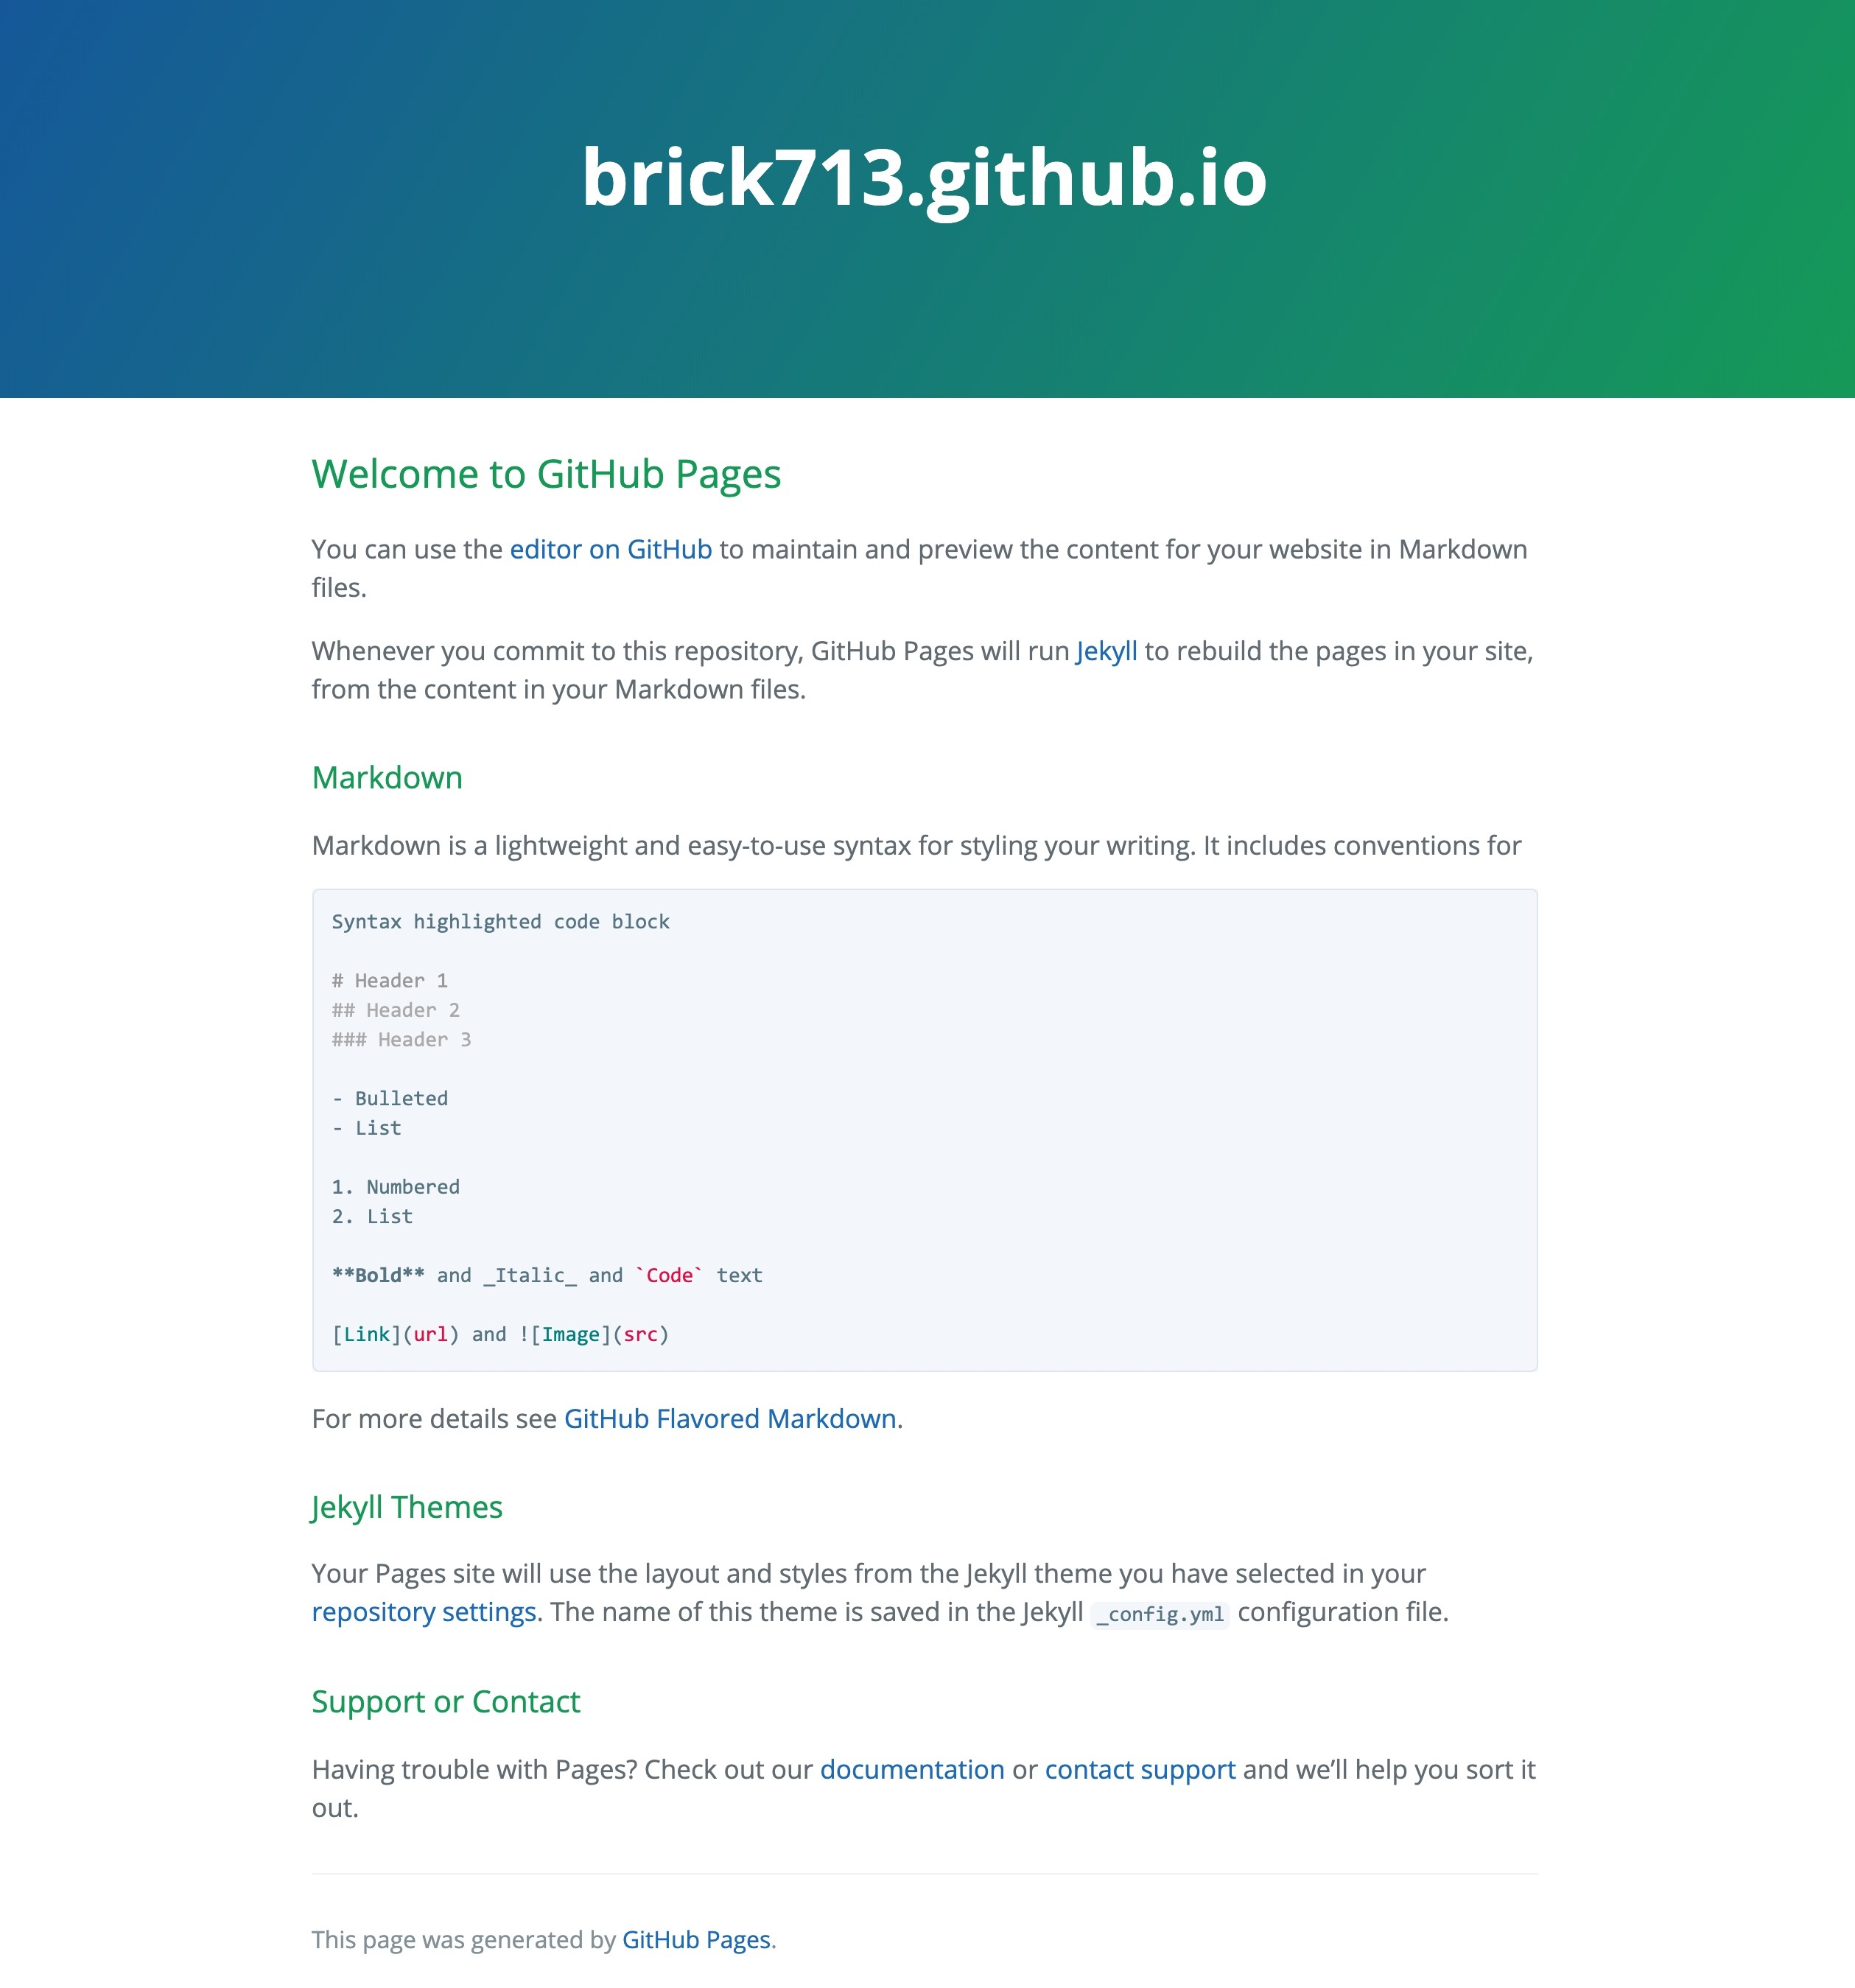 brick713.github.io
Welcome to GitHub Pages
You can use the editor on GitHub to maintain and preview the content for your website in Markdown
files.
Whenever you commit to this repository, GitHub Pages will run Jekyll to rebuild the pages in your site,
from the content in your Markdown files.
Markdown
Markdown is a lightweight and easy-to-use syntax for styling your writing. It includes conventions for
Syntax highlighted code block
# Header 1
## Header 2
### Header 3
- Bulleted
- List
1. Numbered
2. List
**Bold** and _Italic_ and `Code` text
[Link](url) and ![Image](src)
For more details see GitHub Flavored Markdown.
Jekyll Themes
Your Pages site will use the layout and styles from the Jekyll theme you have selected in your
repository settings. The name of this theme is saved in the Jekyll _config.yml configuration file.
Support or Contact
Having trouble with Pages? Check out our documentation or contact support and we’ll help you sort it
out.
This page was generated by GitHub Pages.